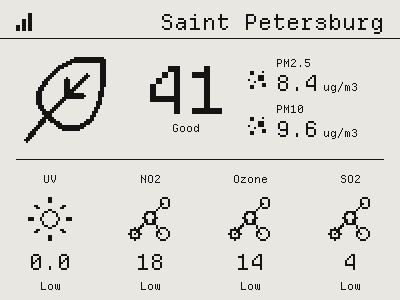 Saint Petersburg
41
Good
PM2.5
8.4 ug/m3
PM10
9.6 ug/m3
UV NO2 Ozone SO2
0.0 18 14 4
Low Low Low Low